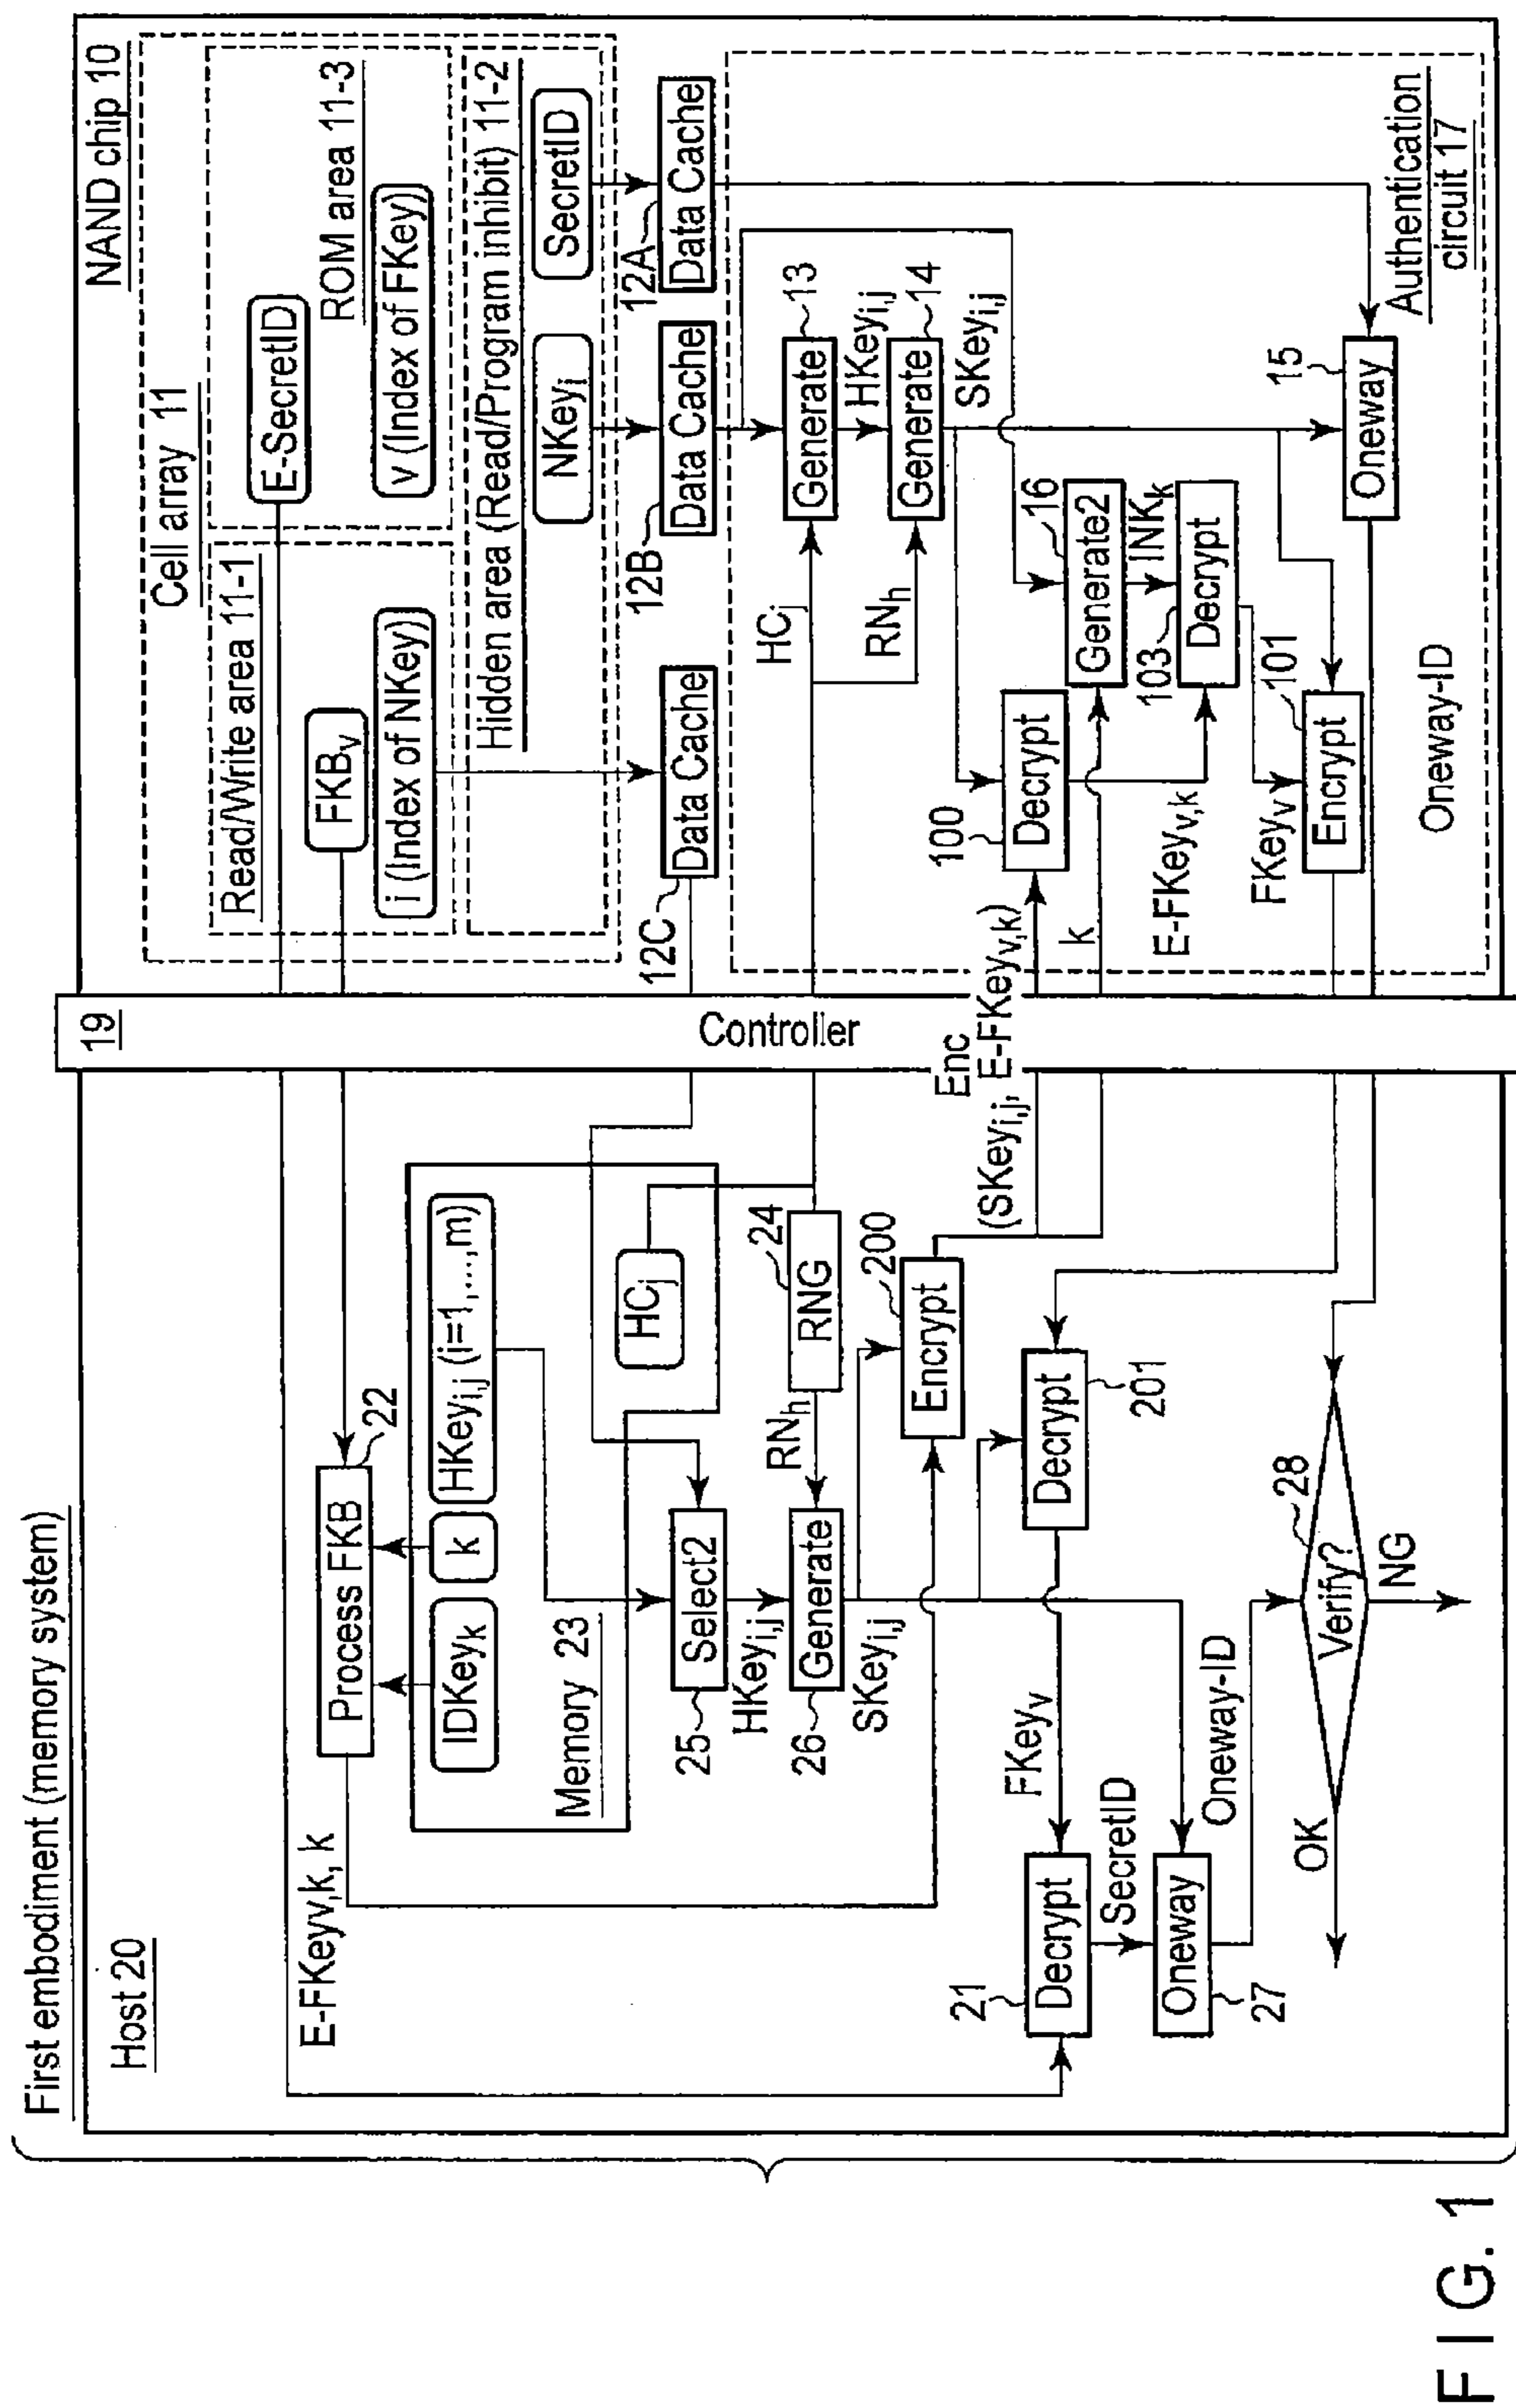 First embodiment (memory system)
Host 20
E-FKeyv,k, k
Process FKB
22
IDKeyk
k
HKeyi,j (i=1,...,m)
Memory 23
HCj
25
Select2
HKeyi,j
24
RNG
RNh
26
Generate
SKeyi,j
200
Encrypt
Enc
(SKeyi,j, E-FKeyv,k)
Decrypt
201
FKeyv
21
Decrypt
SecretID
Oneway
27
Oneway-ID
28
Verify?
OK
NG
19
Controller
NAND chip 10
Cell array 11
Read/Write area 11-1
FKBv
i (Index of NKey)
E-SecretID
ROM area 11-3
v (Index of FKey)
Hidden area (Read/Program inhibit) 11-2
NKeyi
SecretID
12C
Data Cache
12B
Data Cache
12A
Data Cache
HCj
Generate
13
HKeyi,j
RNh
Generate
14
SKeyi,j
100
Decrypt
k
16
Generate2
INKk
103
Decrypt
E-FKeyv,k
FKeyv
101
Encrypt
15
Oneway
Oneway-ID
Authentication
circuit 17
FIG. 1